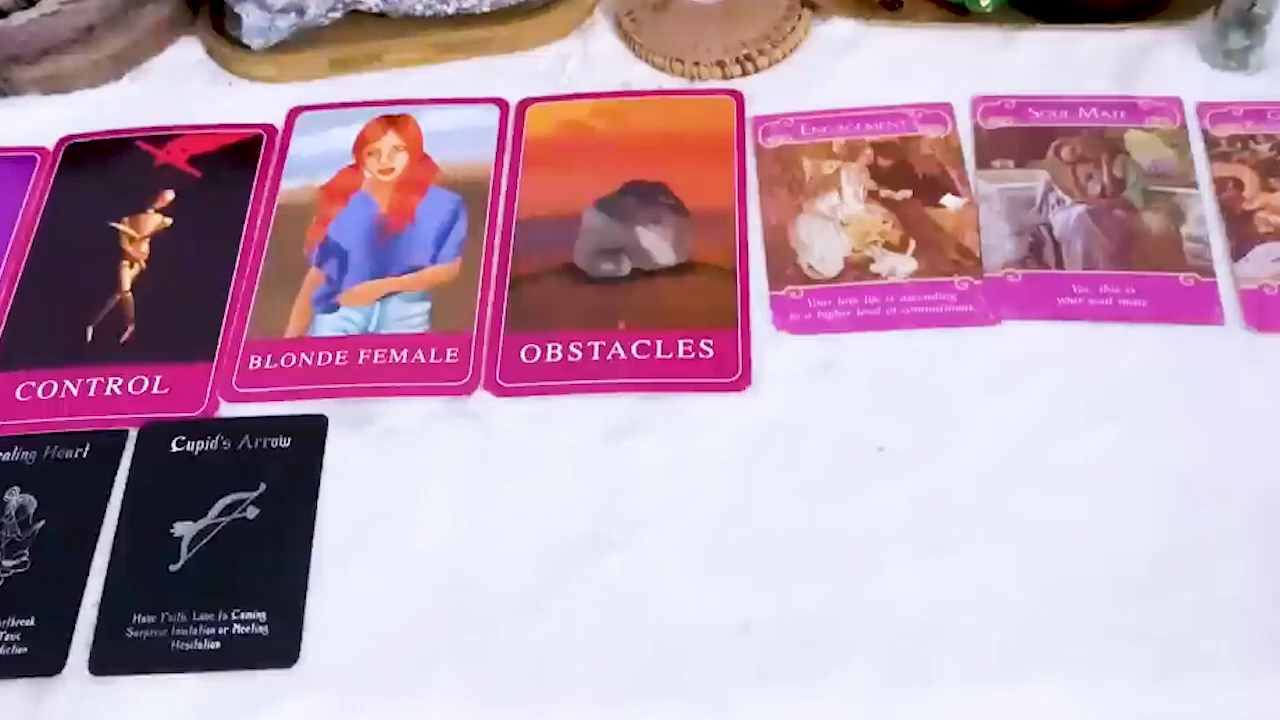 CONTROL
BLONDE FEMALE
OBSTACLES
ENGAGEMENT
Your love life is ascending
to a higher level of commitment.
SOUL MATE
Yes, this is
your soul mate
ealing Heart
Cupid's Arrow
Have Faith, Love Is Coming
Surprise Invitation or Meeting
Hesitation